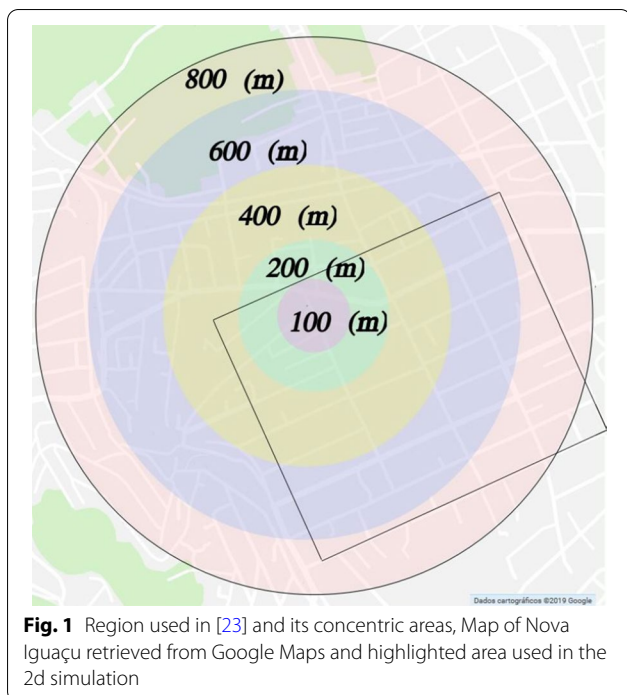 800 (m)
600 (m)
400 (m)
200 (m)
100 (m)
Dados cartográficos ©2019 Google
Fig. 1 Region used in [23] and its concentric areas, Map of Nova
Iguaçu retrieved from Google Maps and highlighted area used in the
2d simulation